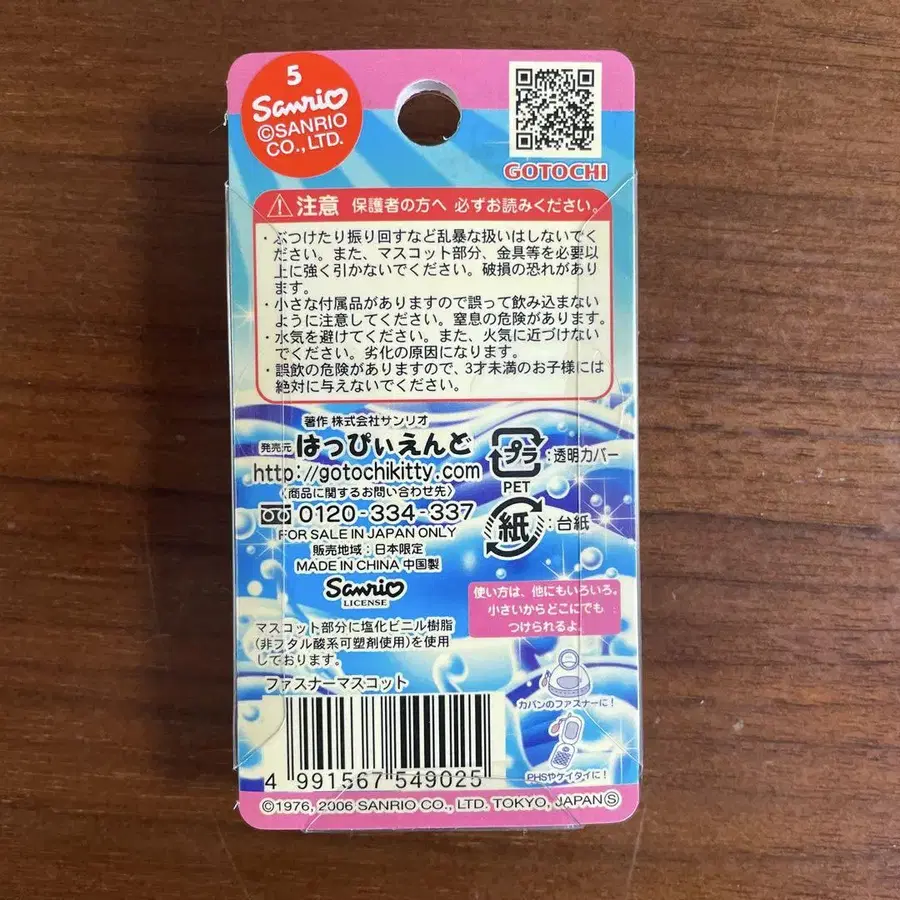 5
Sanrio
©SANRIO
CO., LTD.
GOTOCHI
注意 保護者の方へ 必ずお読みください。
・ぶつけたり振り回すなど乱暴な扱いはしないでく
ださい。また、マスコット部分、金具等を必要以
上に強く引かないでください。破損の恐れがあり
ます。
・小さな付属品がありますので誤って飲み込まない
ように注意してください。窒息の危険があります。
・水気を避けてください。また、火気に近づけない
でください。劣化の原因になります。
・誤飲の危険がありますので、3才未満のお子様には
絶対に与えないでください。
著作 株式会社サンリオ
発売元 はっぴぃえんど
http://gotochikitty.com
〈商品に関するお問い合わせ先〉
0120-334-337
FOR SALE IN JAPAN ONLY
販売地域：日本限定
MADE IN CHINA 中国製
Sanrio
LICENSE
プラ：透明カバー
PET
紙：台紙
マスコット部分に塩化ビニル樹脂
(非フタル酸系可塑剤使用)を使用
しております。
ファスナーマスコット
使い方は、他にもいろいろ。
小さいからどこにでも
つけられるよ。
カバンのファスナーに！
PHSやケイタイに！
4 991567 549025
©1976, 2006 SANRIO CO., LTD. TOKYO, JAPAN Ⓢ